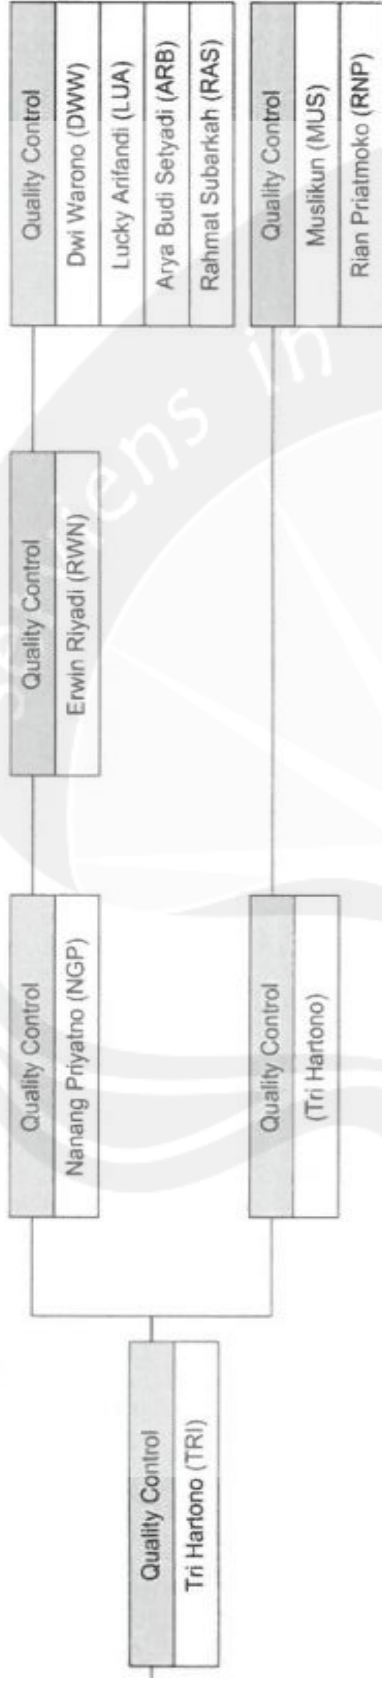 Quality Control
Tri Hartono (TRI)
Quality Control
Nanang Priyatno (NGP)
Quality Control
(Tri Hartono)
Quality Control
Erwin Riyadi (RWN)
Quality Control
Dwi Warono (DWW)
Lucky Arifandi (LUA)
Arya Budi Setyadi (ARB)
Rahmat Subarkah (RAS)
Quality Control
Muslikun (MUS)
Rian Priatmoko (RNP)
iens in